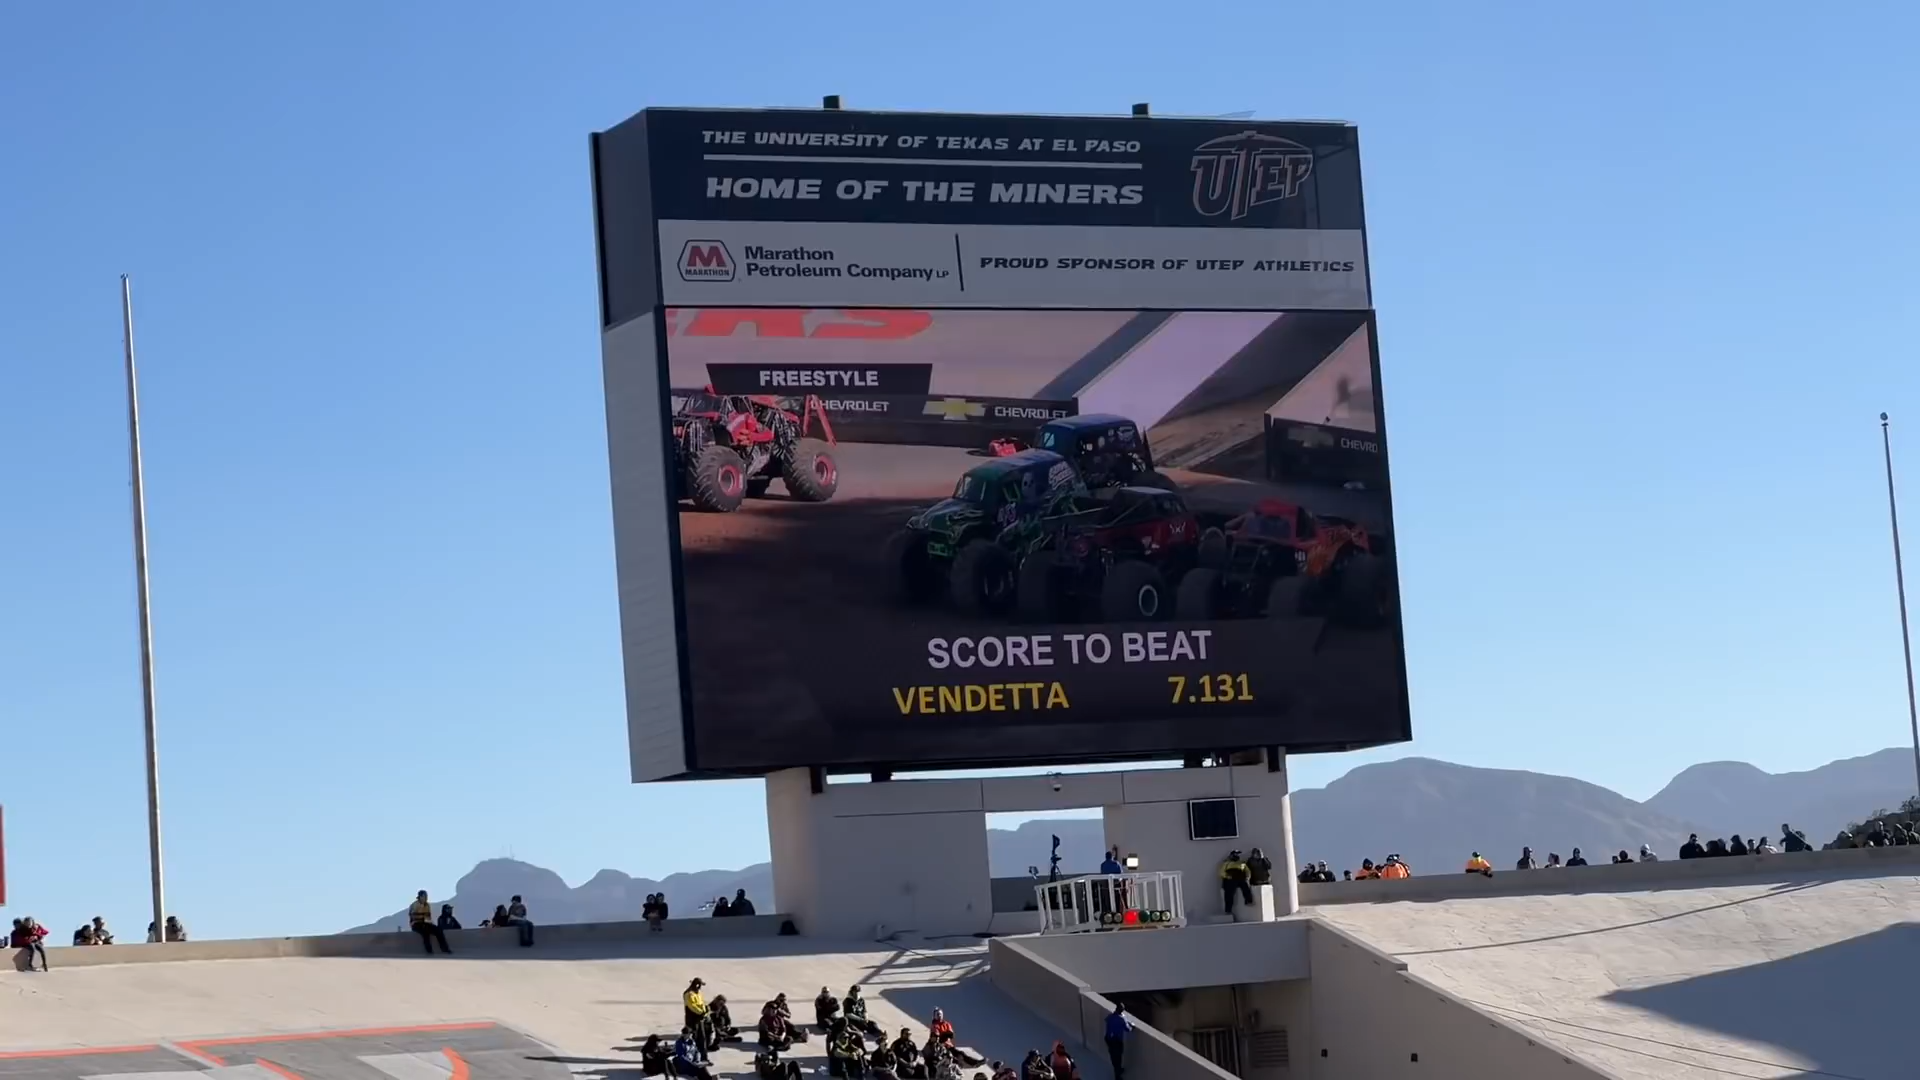 THE UNIVERSITY OF TEXAS AT EL PASO
HOME OF THE MINERS
UTEP
M
MARATHON
Marathon
Petroleum Company LP
PROUD SPONSOR OF UTEP ATHLETICS
FREESTYLE
CHEVROLET
CHEVROLET
CHEVRO
SCORE TO BEAT
VENDETTA 7.131